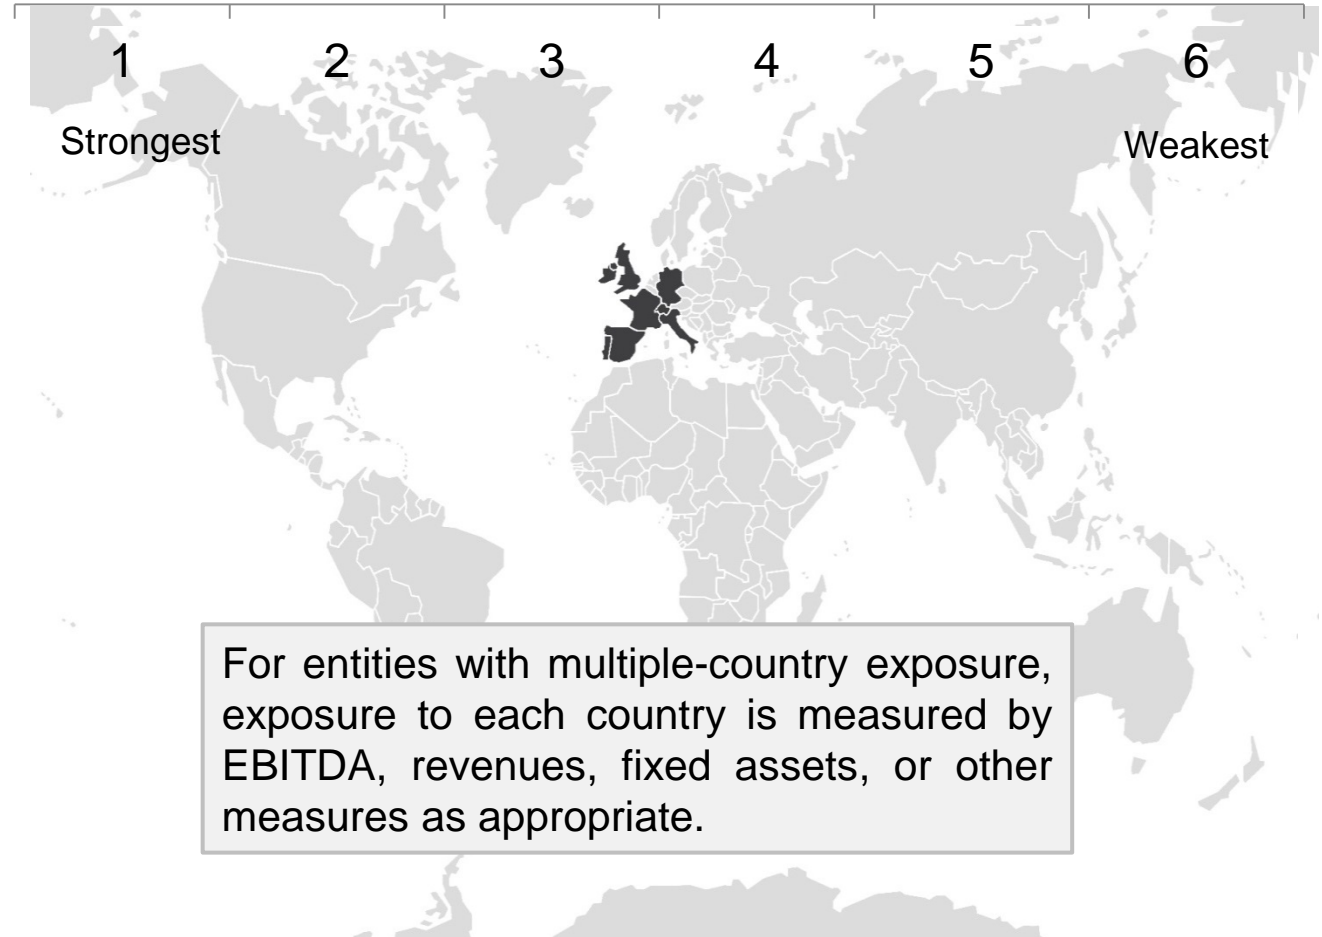 1 2 3 4 5 6
Strongest Weakest
For entities with multiple-country exposure,
exposure to each country is measured by
EBITDA, revenues, fixed assets, or other
measures as appropriate.